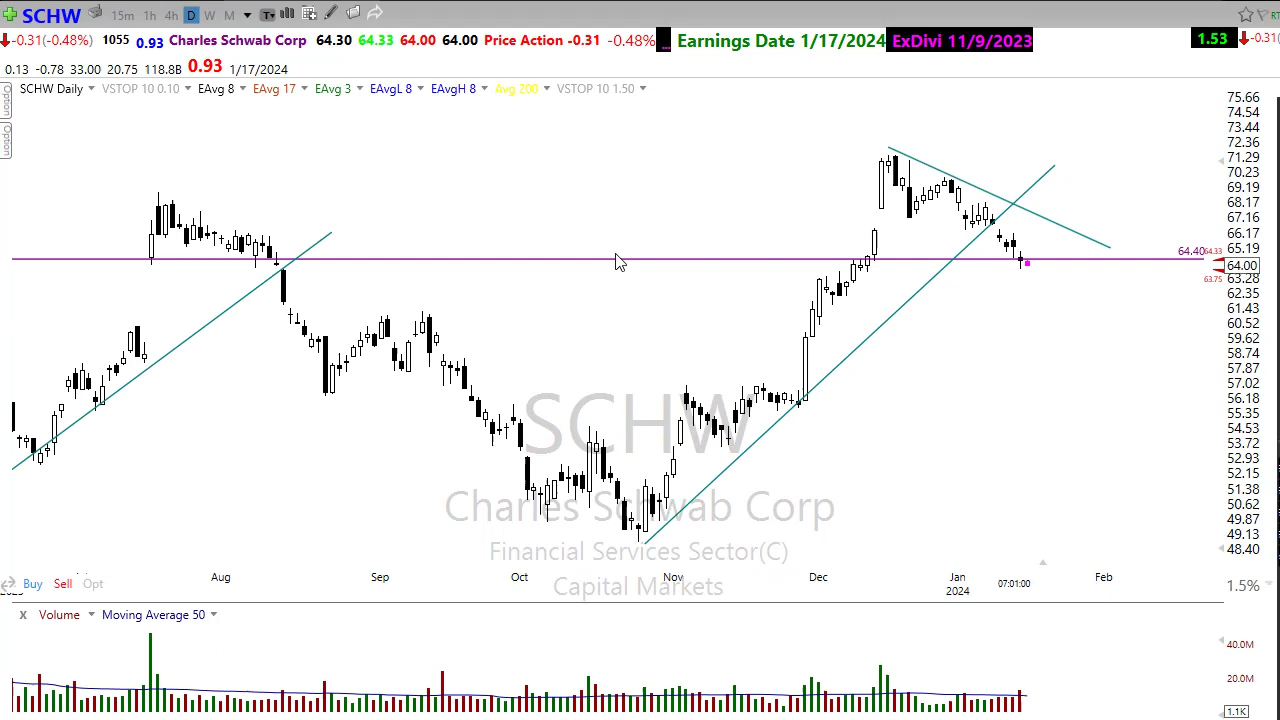 SCHW 15m 1h 4h D W M T RT
-0.31(-0.48%) 1055 0.93 Charles Schwab Corp 64.30 64.33 64.00 64.00 Price Action -0.31 -0.48% ... Earnings Date 1/17/2024 ExDivi 11/9/2023 1.53 -0.31(
0.13 -0.78 33.00 20.75 118.8B 0.93 1/17/2024
SCHW Daily VSTOP 10 0.10 EAvg 8 EAvg 17 EAvg 3 EAvgL 8 EAvgH 8 Avg 200 VSTOP 10 1.50
Option
Option
75.66
74.54
73.44
72.36
71.29
70.23
69.19
68.17
67.16
66.17
65.19
64.40 64.33
64.00
63.75
63.28
62.35
61.43
60.52
59.62
58.74
57.87
57.02
56.18
55.35
54.53
53.72
52.93
52.15
51.38
50.62
49.87
49.13
48.40
SCHW
Charles Schwab Corp
Financial Services Sector(C)
Capital Markets
Aug Sep Oct Nov Dec Jan Feb
2024 07:01:00
Buy Sell Opt 1.5%
X Volume Moving Average 50
40.0M
20.0M
1.1K